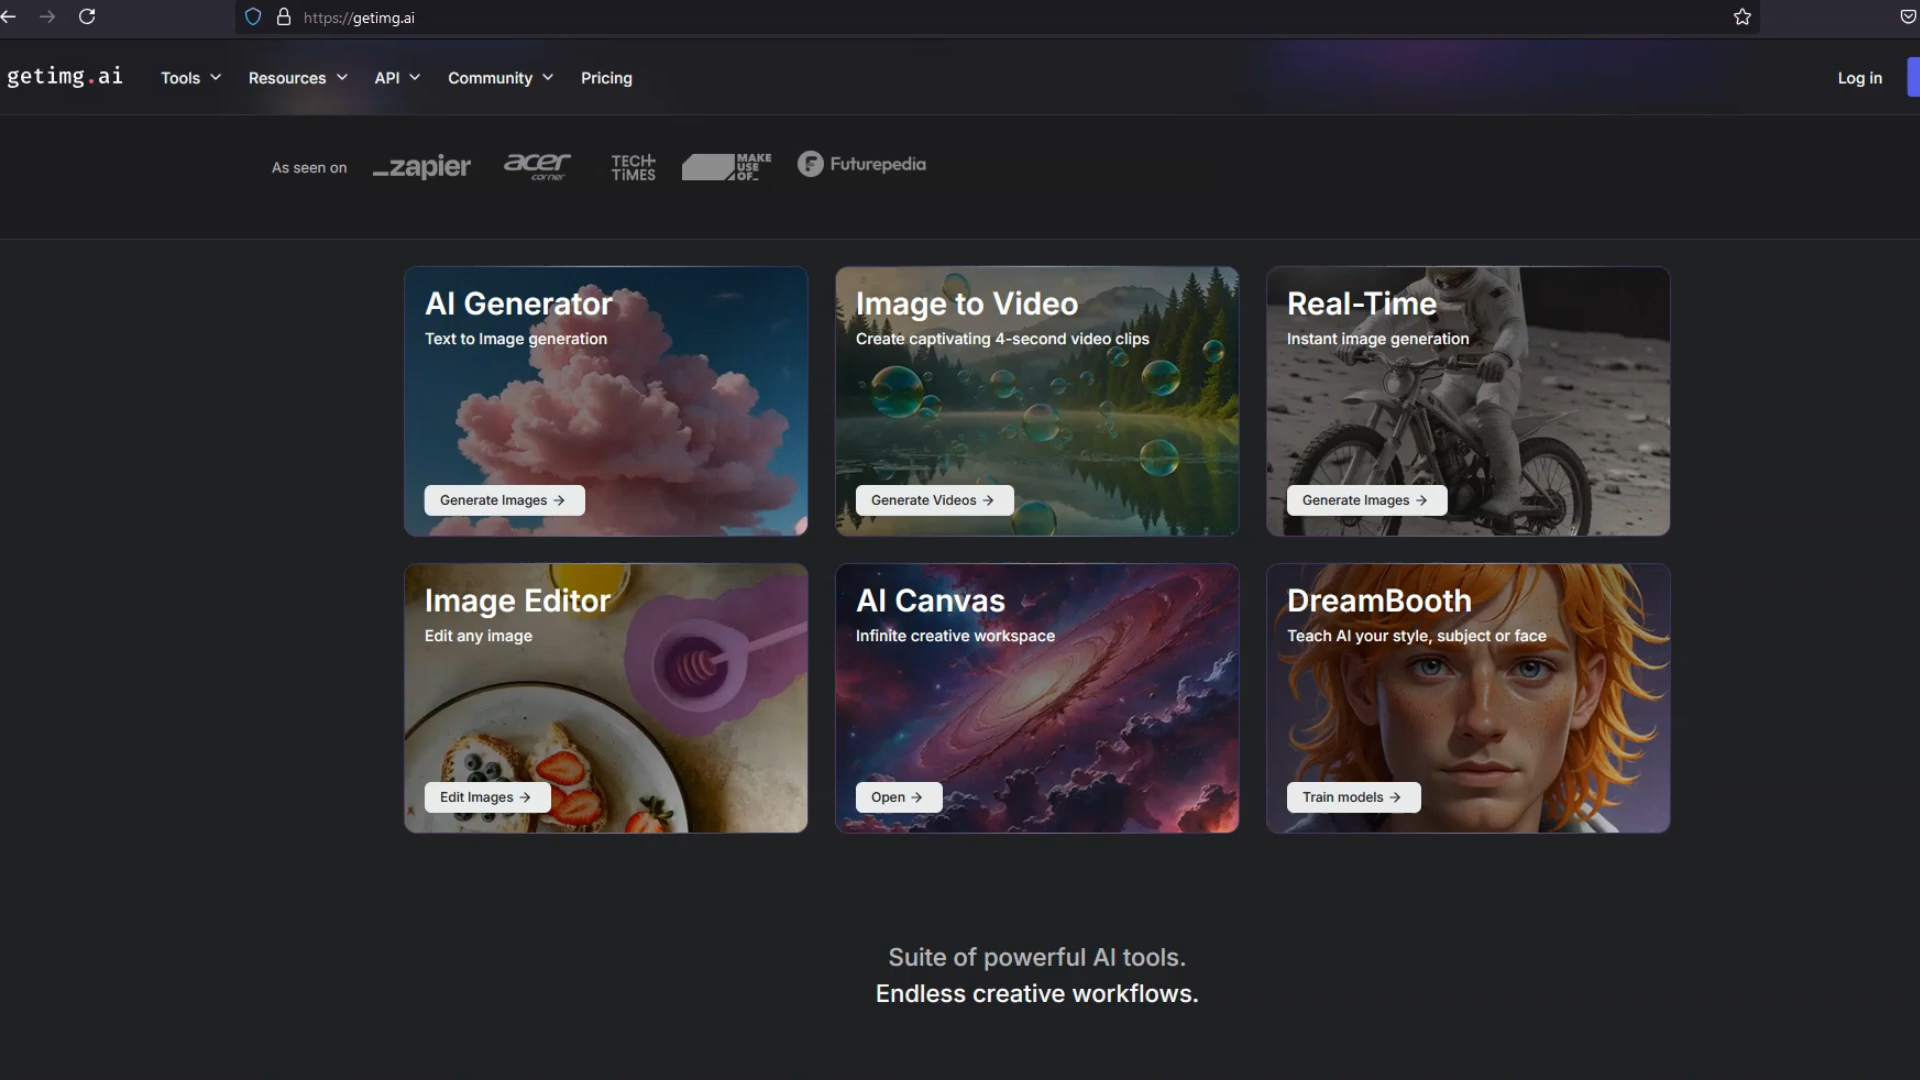 https://getimg.ai
getimg.ai
Tools
Resources
API
Community
Pricing
Log in
As seen on
_zapier
acer
corner
TECH
TIMES
MAKE
USE
OF_
Futurepedia
AI Generator
Text to Image generation
Generate Images →
Image to Video
Create captivating 4-second video clips
Generate Videos →
Real-Time
Instant image generation
Generate Images →
Image Editor
Edit any image
Edit Images →
AI Canvas
Infinite creative workspace
Open →
DreamBooth
Teach AI your style, subject or face
Train models →
Suite of powerful AI tools.
Endless creative workflows.